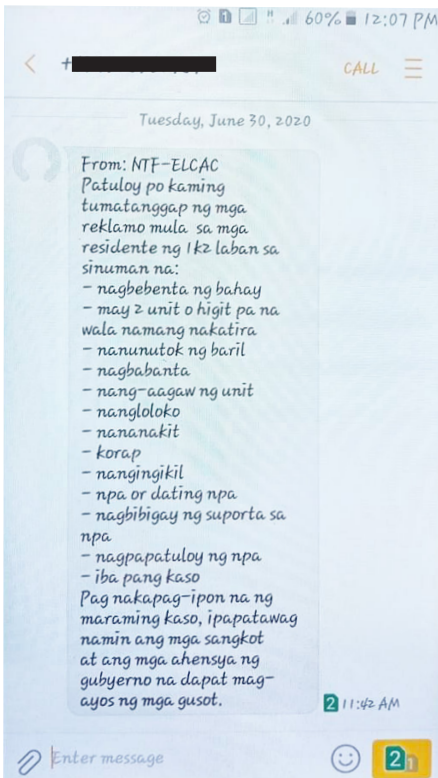 60% 12:07 PM
+
CALL
Tuesday, June 30, 2020
From: NTF-ELCAC
Patuloy po kaming
tumatanggap ng mga
reklamo mula sa mga
residente ng 1k2 laban sa
sinuman na:
- nagbebenta ng bahay
- may 2 unit o higit pa na
wala namang nakatira
- nanunutok ng baril
- nagbabanta
- nang-aagaw ng unit
- nangloloko
- nananakit
- korap
- nangingikil
- npa or dating npa
- nagbibigay ng suporta sa
npa
- nagpapatuloy ng npa
- iba pang kaso
Pag nakapag-ipon na ng
maraming kaso, ipapatawag
namin ang mga sangkot
at ang mga ahensya ng
gubyerno na dapat mag-
ayos ng mga gusot.
2 11:42 AM
Enter message
2 1